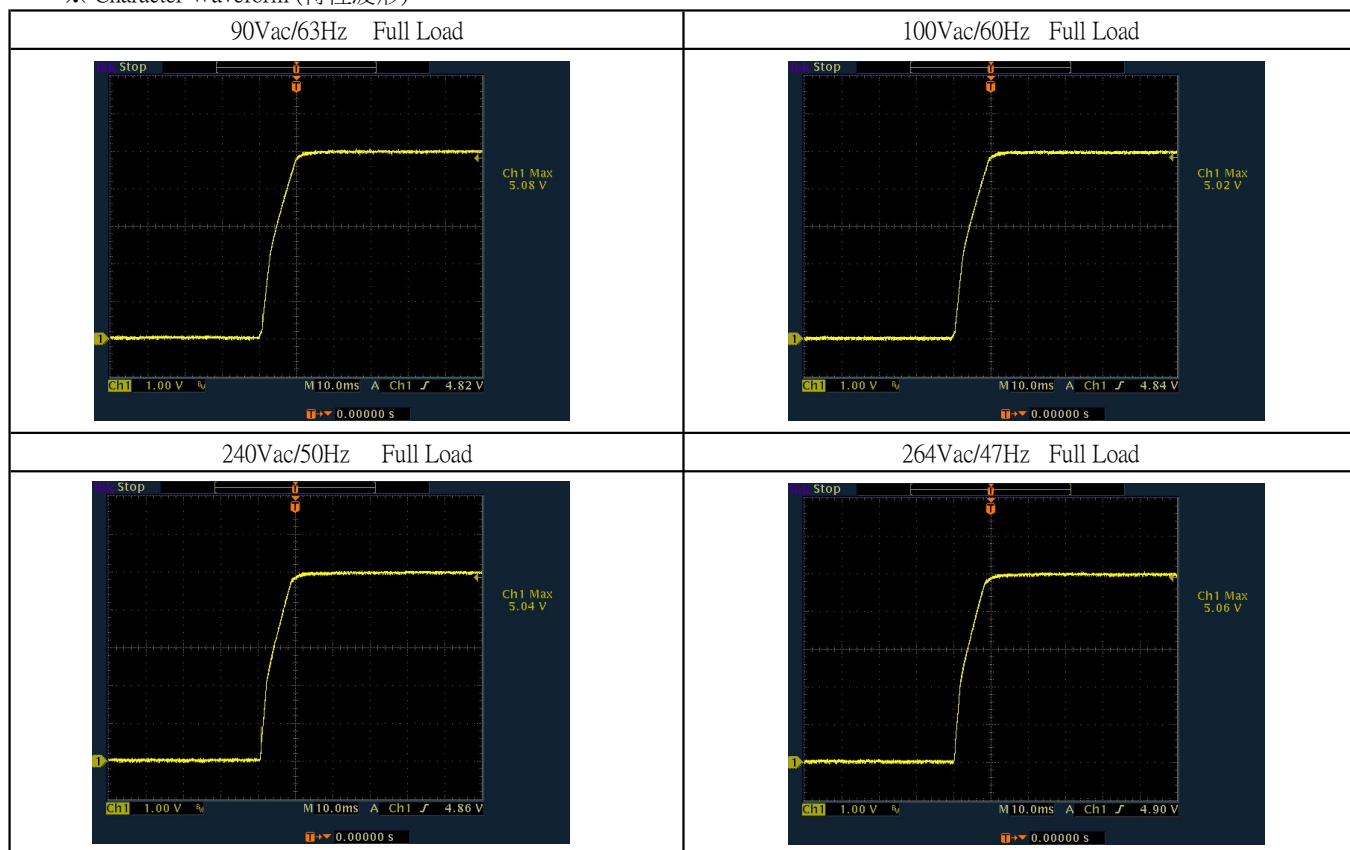 ※ Character Waveform (特性波形)
90Vac/63Hz Full Load
100Vac/60Hz Full Load
Stop
T
T
Ch1 Max
5.08 V
1
Ch1 1.00 V M 10.0ms A Ch1 4.82 V
T 0.00000 s
Stop
T
T
Ch1 Max
5.02 V
1
Ch1 1.00 V M 10.0ms A Ch1 4.84 V
T 0.00000 s
240Vac/50Hz Full Load
264Vac/47Hz Full Load
Stop
T
T
Ch1 Max
5.04 V
1
Ch1 1.00 V M 10.0ms A Ch1 4.86 V
T 0.00000 s
Stop
T
T
Ch1 Max
5.06 V
1
Ch1 1.00 V M 10.0ms A Ch1 4.90 V
T 0.00000 s